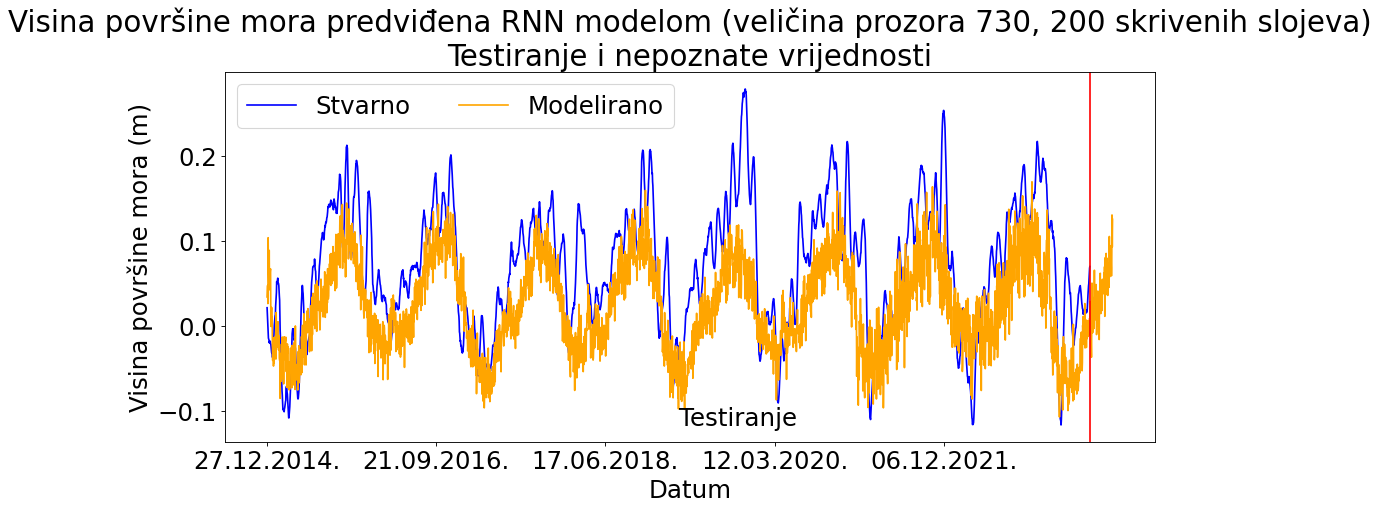 Visina površine mora predviđena RNN modelom (veličina prozora 730, 200 skrivenih slojeva)
Testiranje i nepoznate vrijednosti
Stvarno Modelirano
Visina površine mora (m)
0.2
0.1
0.0
−0.1
Testiranje
27.12.2014. 21.09.2016. 17.06.2018. 12.03.2020. 06.12.2021.
Datum